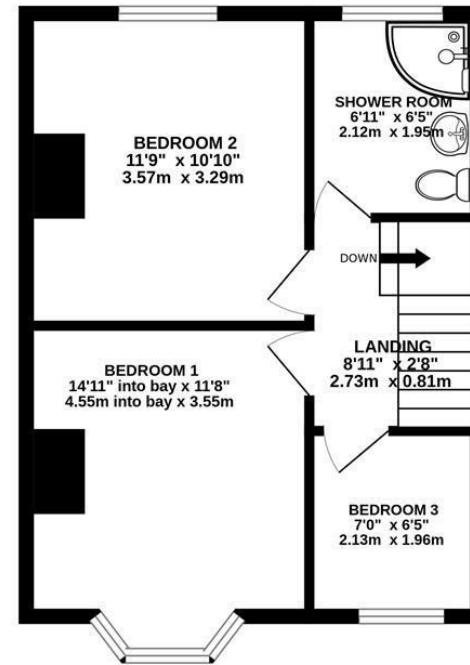 SHOWER ROOM
6'11" x 6'5"
2.12m x 1.95m
BEDROOM 2
11'9" x 10'10"
3.57m x 3.29m
DOWN
LANDING
8'11" x 2'8"
2.73m x 0.81m
BEDROOM 1
14'11" into bay x 11'8"
4.55m into bay x 3.55m
BEDROOM 3
7'0" x 6'5"
2.13m x 1.96m